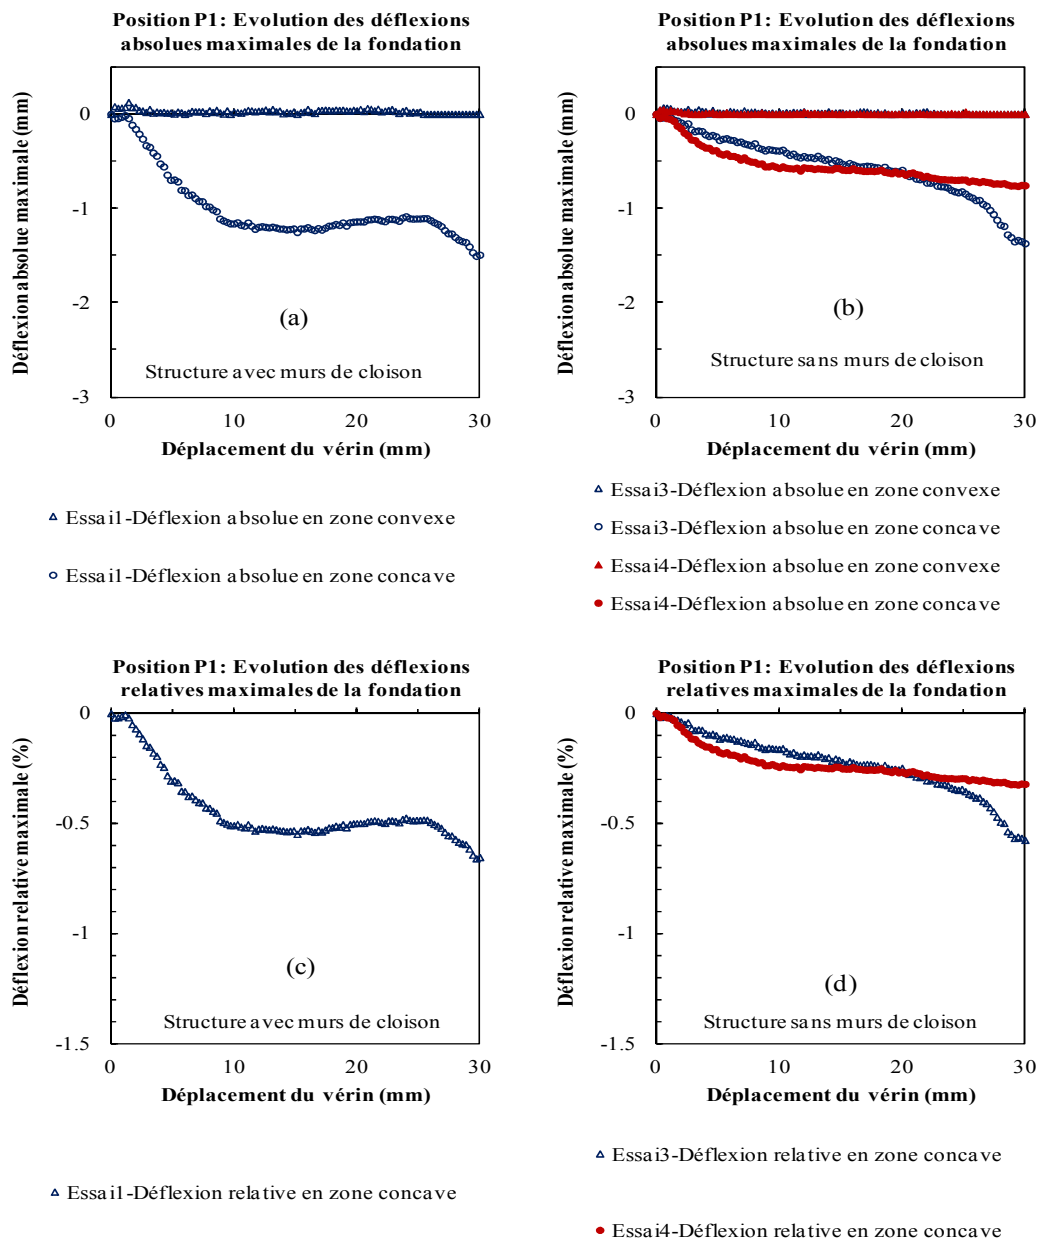 Position P1: Evolution des déflexions
absolues maximales de la fondation
Déflexion absolue maximale (mm)
0
-1
-2
-3
(a)
Structure avec murs de cloison
0 10 20 30
Déplacement du vérin (mm)
Essai1-Déflexion absolue en zone convexe
Essai1-Déflexion absolue en zone concave
Position P1: Evolution des déflexions
absolues maximales de la fondation
Déflexion absolue maximale (mm)
0
-1
-2
-3
(b)
Structure sans murs de cloison
0 10 20 30
Déplacement du vérin (mm)
Essai3-Déflexion absolue en zone convexe
Essai3-Déflexion absolue en zone concave
Essai4-Déflexion absolue en zone convexe
Essai4-Déflexion absolue en zone concave
Position P1: Evolution des déflexions
relatives maximales de la fondation
Déflexion relative maximale (%)
0
-0.5
-1
-1.5
(c)
Structure avec murs de cloison
0 10 20 30
Déplacement du vérin (mm)
Essai1-Déflexion relative en zone concave
Position P1: Evolution des déflexions
relatives maximales de la fondation
Déflexion relative maximale (%)
0
-0.5
-1
-1.5
(d)
Structure sans murs de cloison
0 10 20 30
Déplacement du vérin (mm)
Essai3-Déflexion relative en zone concave
Essai4-Déflexion relative en zone concave